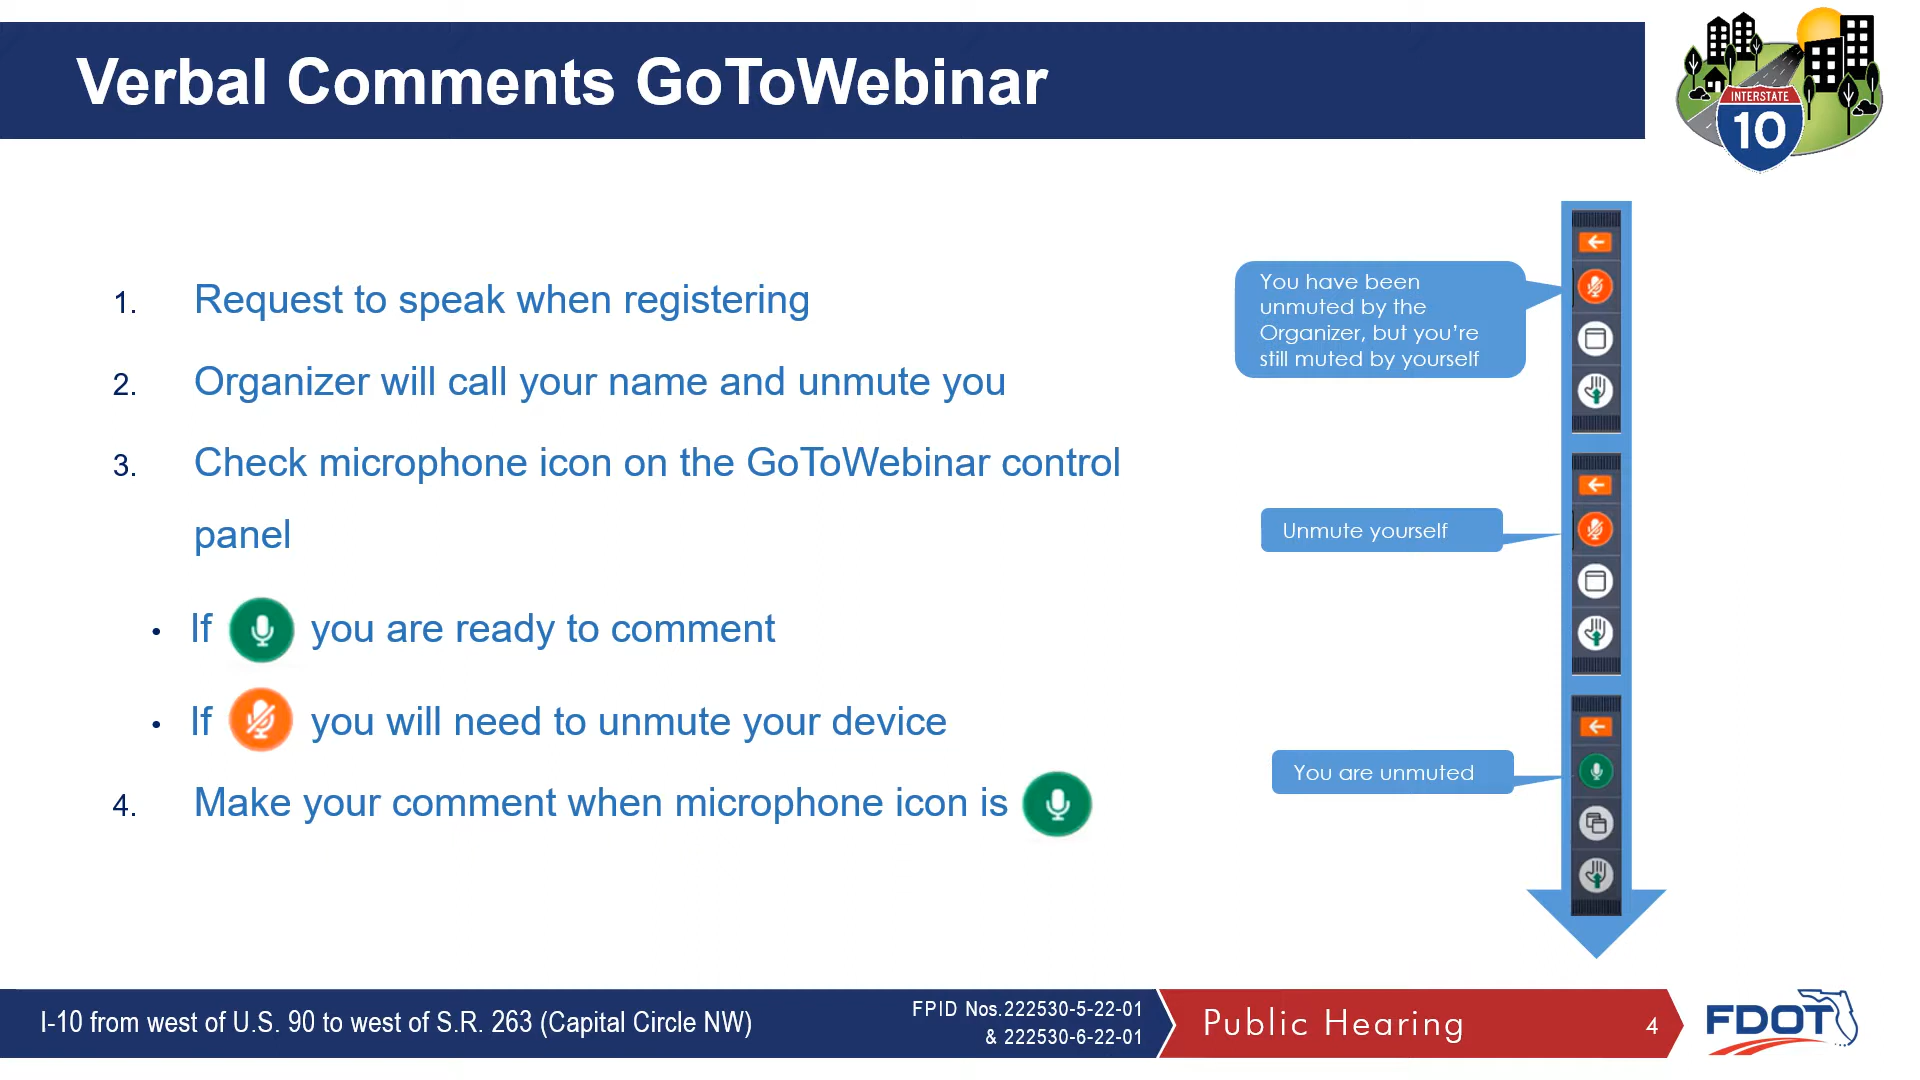 Verbal Comments GoToWebinar
INTERSTATE
10
1. Request to speak when registering
2. Organizer will call your name and unmute you
3. Check microphone icon on the GoToWebinar control
panel
• If you are ready to comment
• If you will need to unmute your device
4. Make your comment when microphone icon is
You have been
unmuted by the
Organizer, but you're
still muted by yourself
Unmute yourself
You are unmuted
I-10 from west of U.S. 90 to west of S.R. 263 (Capital Circle NW)
FPID Nos.222530-5-22-01
& 222530-6-22-01
Public Hearing
4
FDOT